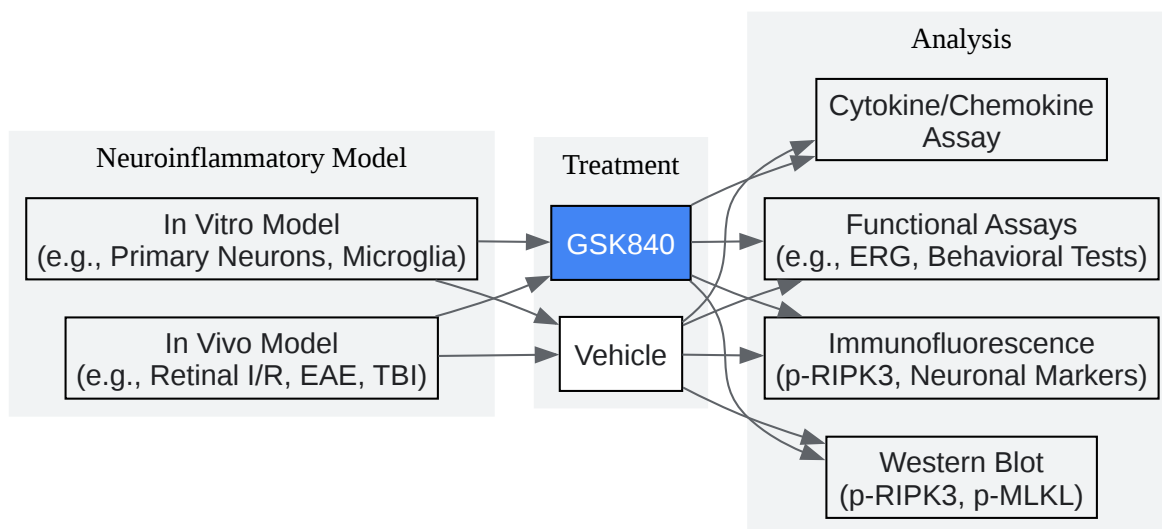 Neuroinflammatory Model
In Vitro Model
(e.g., Primary Neurons, Microglia)
In Vivo Model
(e.g., Retinal I/R, EAE, TBI)
Treatment
GSK840
Vehicle
Analysis
Cytokine/Chemokine
Assay
Functional Assays
(e.g., ERG, Behavioral Tests)
Immunofluorescence
(p-RIPK3, Neuronal Markers)
Western Blot
(p-RIPK3, p-MLKL)